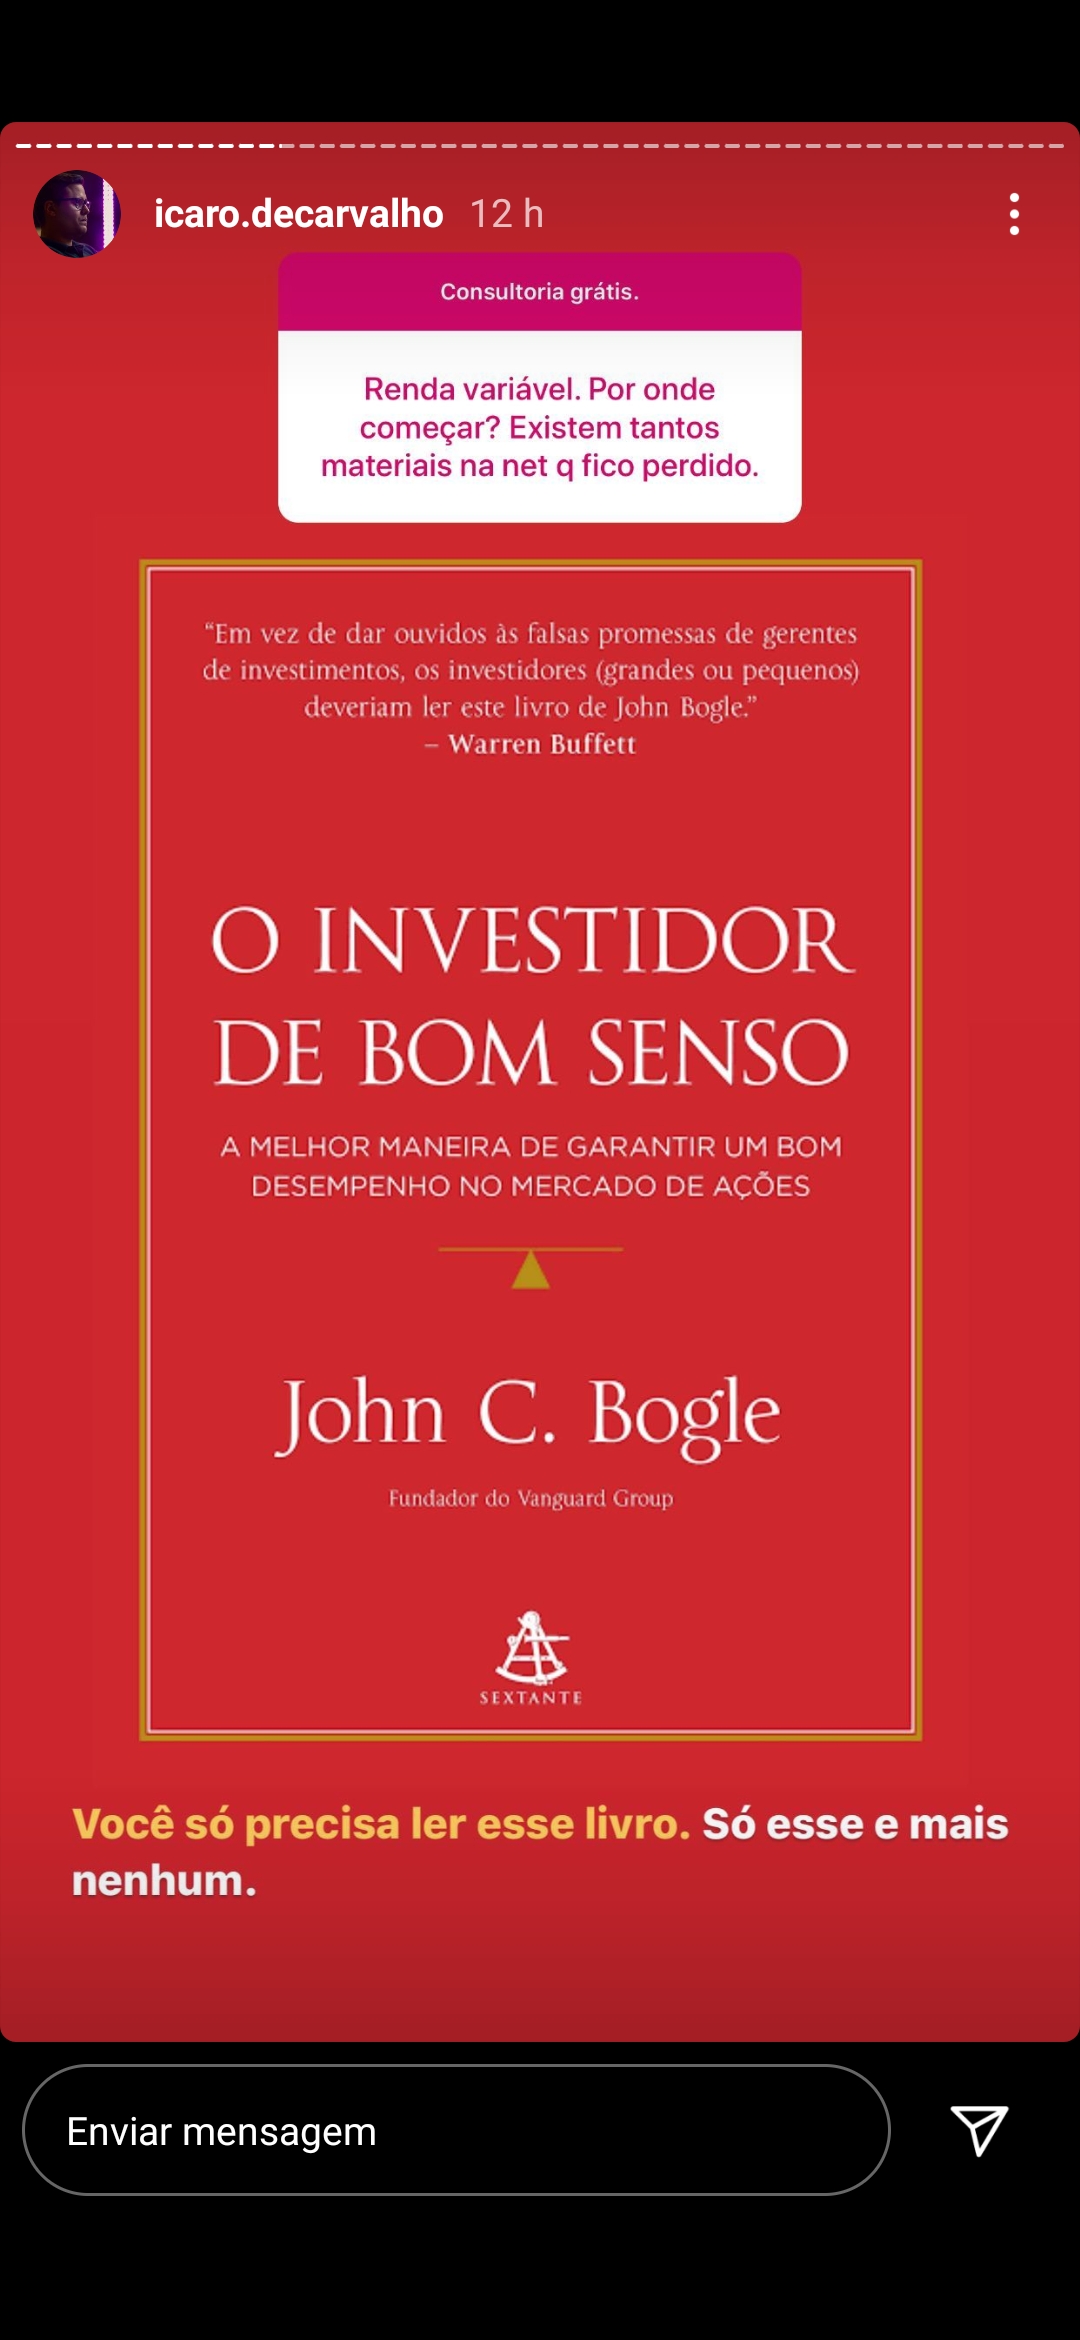 icaro.decarvalho 12 h
Consultoria grátis.
Renda variável. Por onde
começar? Existem tantos
materiais na net q fico perdido.
“Em vez de dar ouvidos às falsas promessas de gerentes
de investimentos, os investidores (grandes ou pequenos)
deveriam ler este livro de John Bogle.”
– Warren Buffett
O INVESTIDOR
DE BOM SENSO
A MELHOR MANEIRA DE GARANTIR UM BOM
DESEMPENHO NO MERCADO DE AÇÕES
John C. Bogle
Fundador do Vanguard Group
SEXTANTE
Você só precisa ler esse livro. Só esse e mais
nenhum.
Enviar mensagem